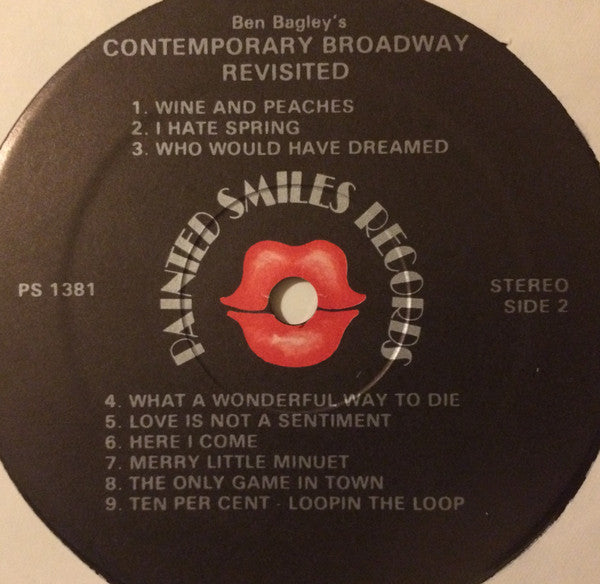 Ben Bagley's
CONTEMPORARY BROADWAY
REVISITED
1. WINE AND PEACHES
2. I HATE SPRING
3. WHO WOULD HAVE DREAMED
PAINTED SMILES RECORDS
PS 1381
STEREO
SIDE 2
4. WHAT A WONDERFUL WAY TO DIE
5. LOVE IS NOT A SENTIMENT
6. HERE I COME
7. MERRY LITTLE MINUET
8. THE ONLY GAME IN TOWN
9. TEN PER CENT - LOOPIN THE LOOP